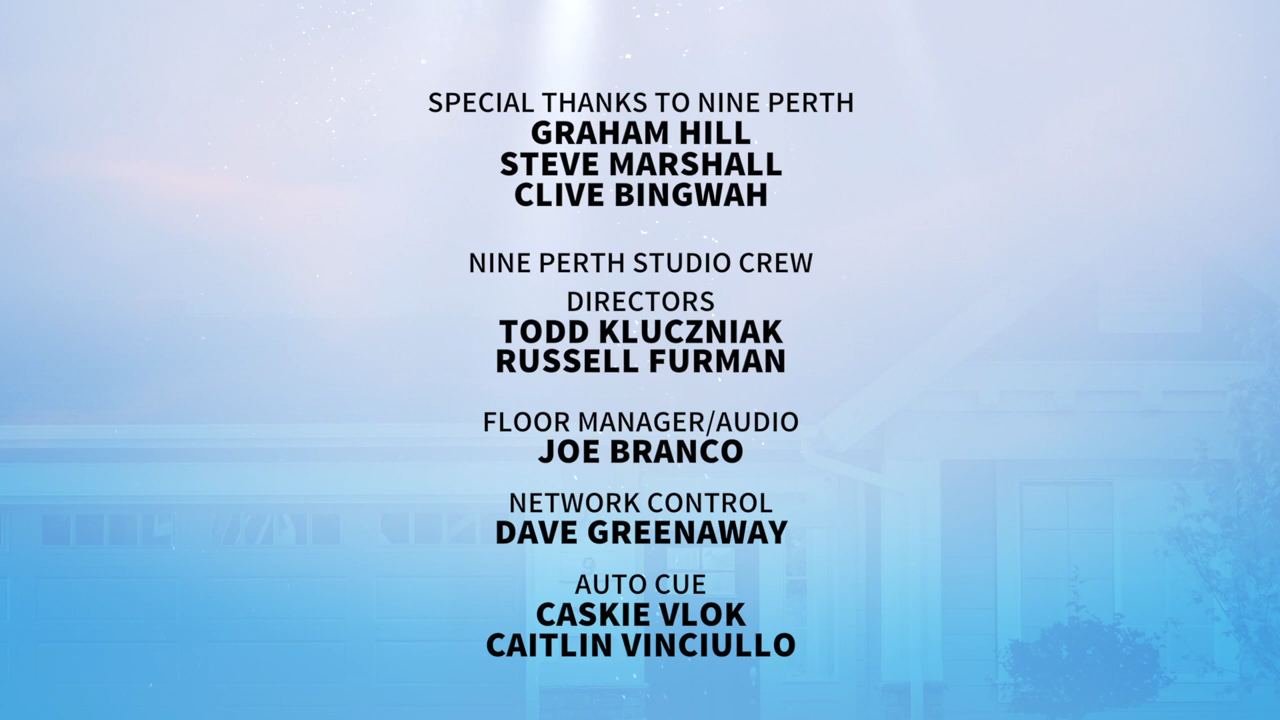 SPECIAL THANKS TO NINE PERTH
GRAHAM HILL
STEVE MARSHALL
CLIVE BINGWAH
NINE PERTH STUDIO CREW
DIRECTORS
TODD KLUCZNIAK
RUSSELL FURMAN
FLOOR MANAGER/AUDIO
JOE BRANCO
NETWORK CONTROL
DAVE GREENAWAY
AUTO CUE
CASKIE VLOK
CAITLIN VINCIULLO